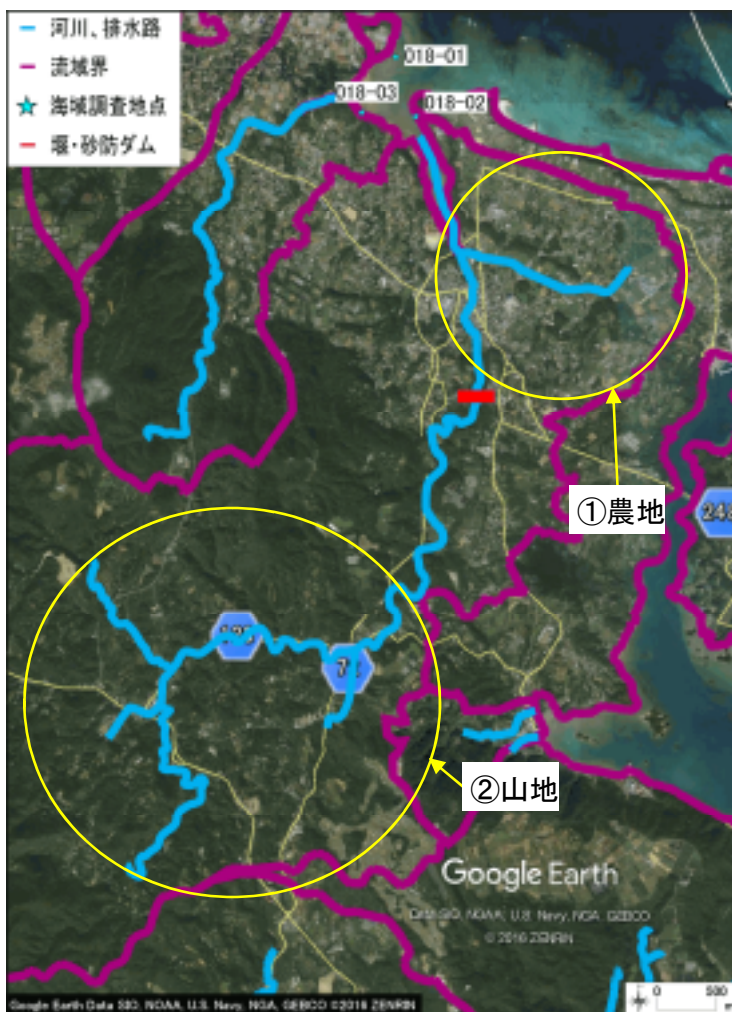 河川、排水路
流域界
海域調査地点
堰・砂防ダム
018-01
018-03
018-02
①農地
②山地
Google Earth
Data SIO, NOAA, U.S. Navy, NGA, GEBCO
© 2016 ZENRIN
Google Earth Data SIO, NOAA, U.S. Navy, NGA, GEBCO ©2016 ZENRIN
0 500
m